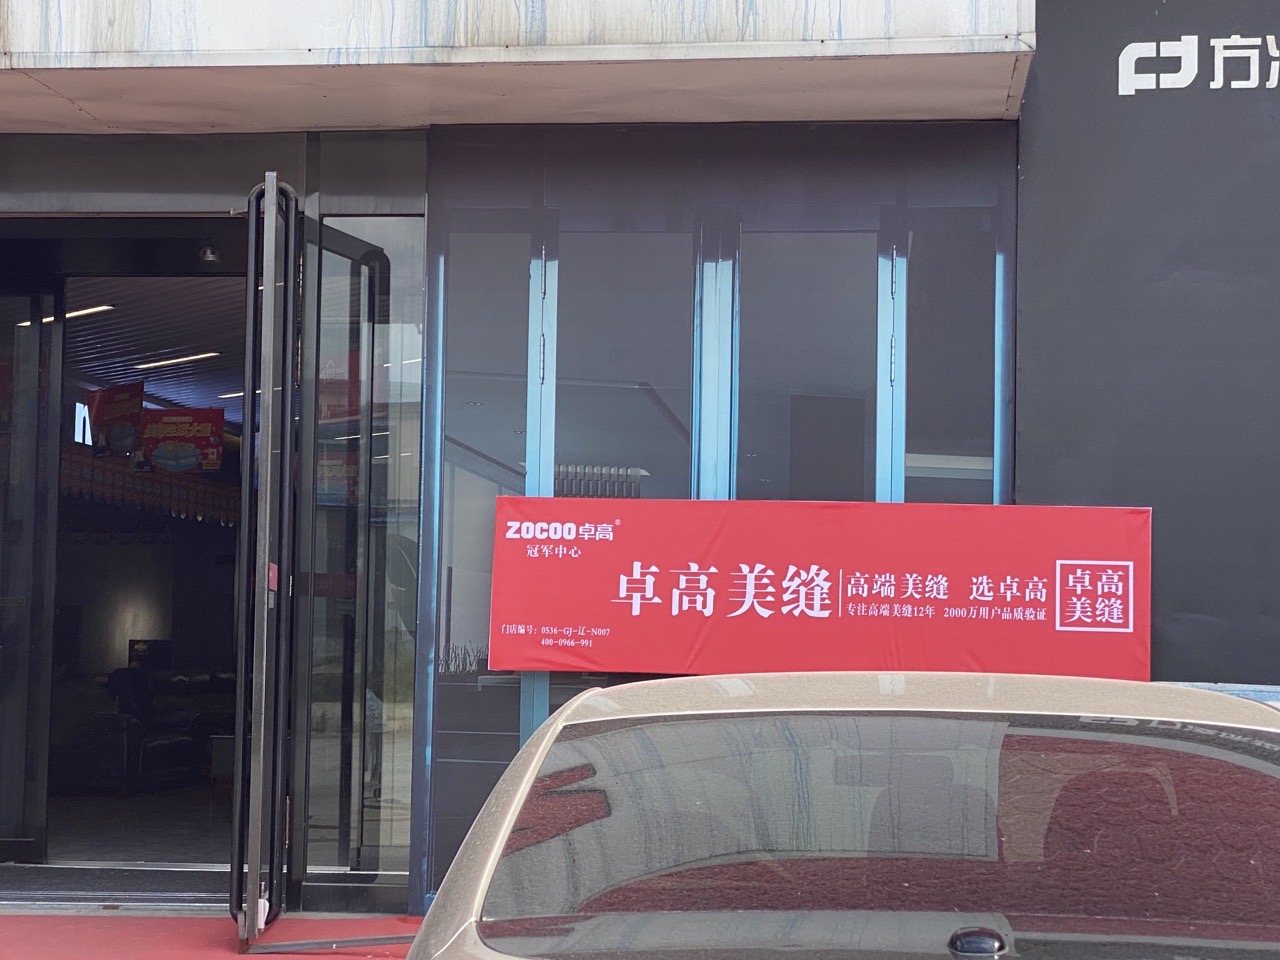 方
ZOCOO卓高®
冠军中心
卓高美缝
高端美缝 选卓高
专注高端美缝12年 2000万用户品质验证
卓高
美缝
门店编号：0536-GJ-辽-N007
400-0966-991